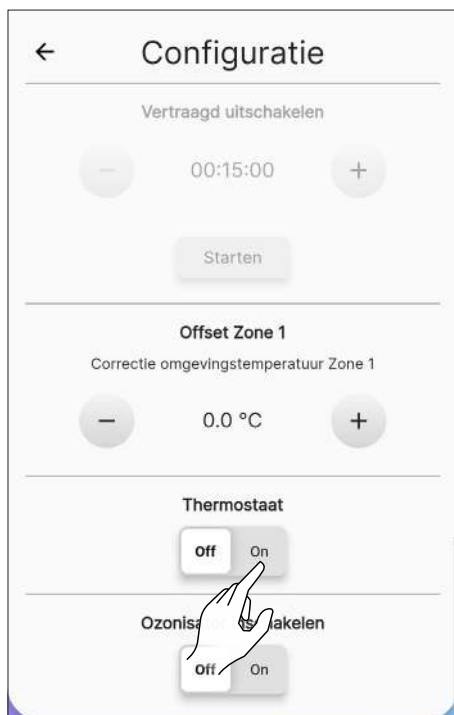 ← Configuratie
Vertraagd uitschakelen
− 00:15:00 +
Starten
Offset Zone 1
Correctie omgevingstemperatuur Zone 1
− 0.0 °C +
Thermostaat
Off On
akelen
Off On